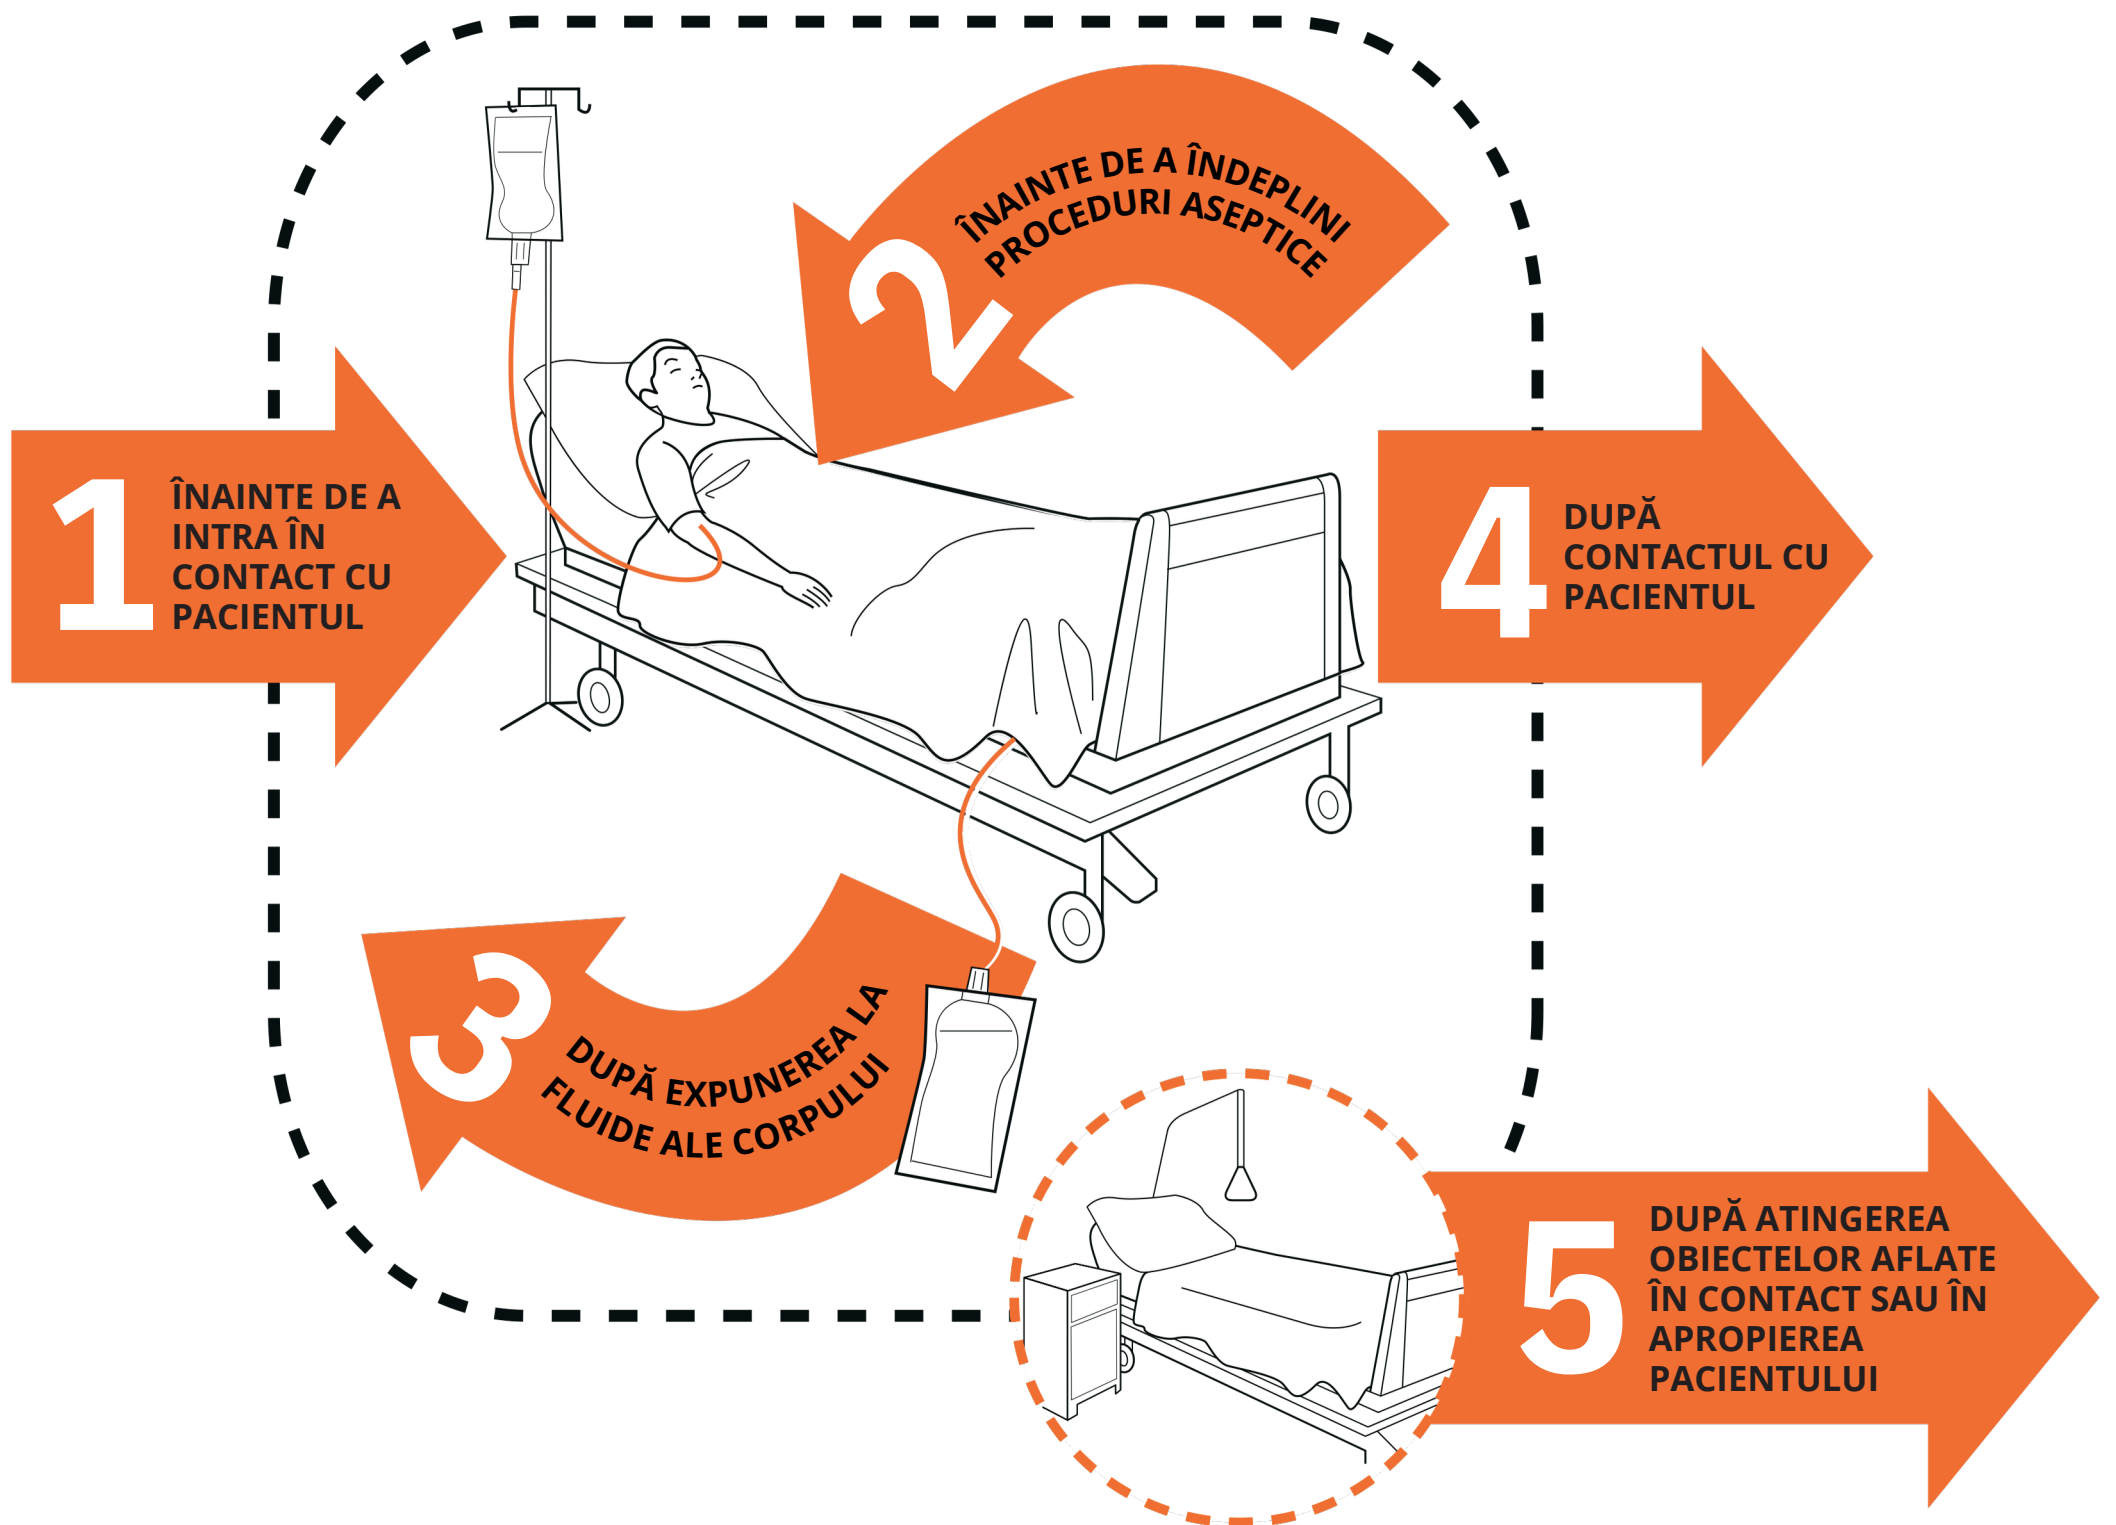 1
ÎNAINTE DE A
INTRA ÎN
CONTACT CU
PACIENTUL
2
ÎNAINTE DE A ÎNDEPLINI
PROCEDURI ASEPTICE
3
DUPĂ EXPUNEREA LA
FLUIDE ALE CORPULUI
4
DUPĂ
CONTACTUL CU
PACIENTUL
5
DUPĂ ATINGEREA
OBIECTELOR AFLATE
ÎN CONTACT SAU ÎN
APROPIEREA
PACIENTULUI